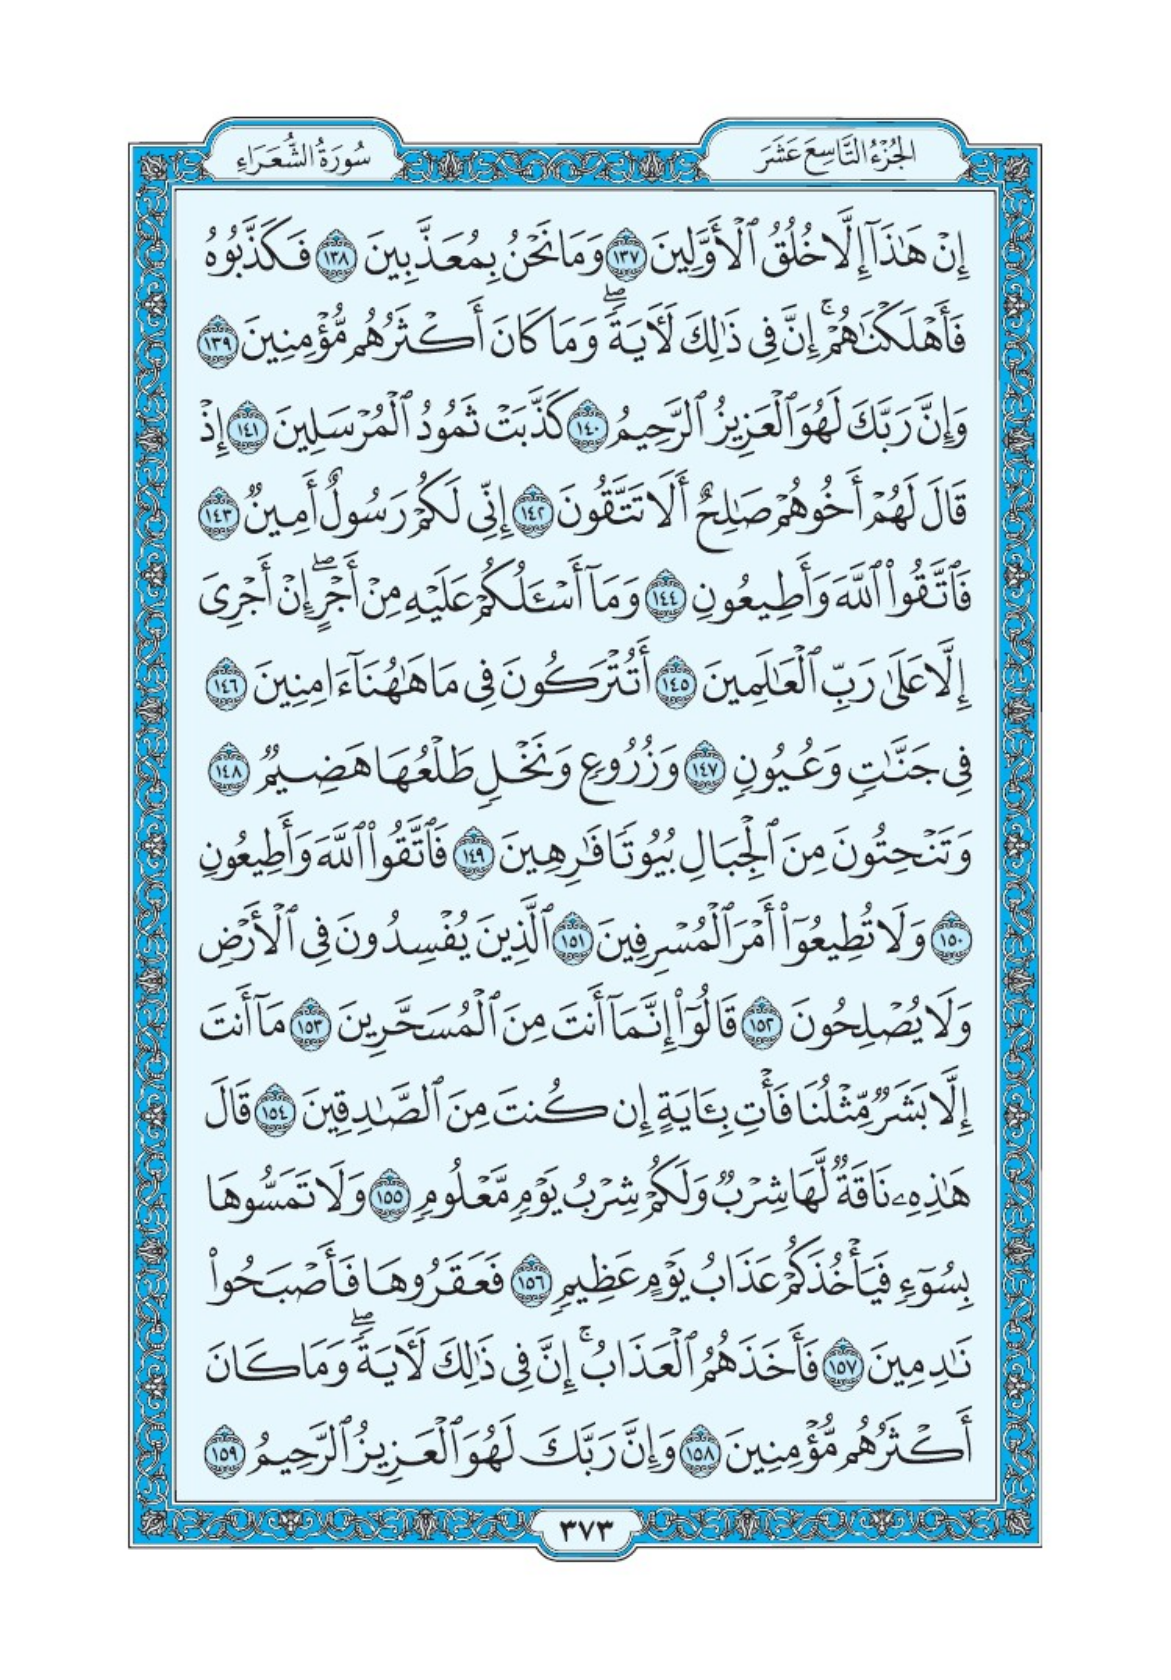 الجُزْءُ التَّاسِعَ عَشَرَ
سُورَةُ الشُّعَرَاءِ
إِنْ هَٰذَآ إِلَّا خُلُقُ ٱلْأَوَّلِينَ ١٣٧ وَمَا نَحْنُ بِمُعَذَّبِينَ ١٣٨ فَكَذَّبُوهُ
فَأَهْلَكْنَٰهُمْ ۚ إِنَّ فِى ذَٰلِكَ لَأٓيَةً ۖ وَمَا كَانَ أَكْثَرُهُم مُّؤْمِنِينَ ١٣٩
وَإِنَّ رَبَّكَ لَهُوَ ٱلْعَزِيزُ ٱلرَّحِيمُ ١٤٠ كَذَّبَتْ ثَمُودُ ٱلْمُرْسَلِينَ ١٤١ إِذْ
قَالَ لَهُمْ أَخُوهُمْ صَٰلِحٌ أَلَا تَتَّقُونَ ١٤٢ إِنِّى لَكُمْ رَسُولٌ أَمِينٌ ١٤٣
فَٱتَّقُوا۟ ٱللَّهَ وَأَطِيعُونِ ١٤٤ وَمَآ أَسْـَٔلُكُمْ عَلَيْهِ مِنْ أَجْرٍ ۖ إِنْ أَجْرِىَ
إِلَّا عَلَىٰ رَبِّ ٱلْعَٰلَمِينَ ١٤٥ أَتُتْرَكُونَ فِى مَا هَٰهُنَآ ءَامِنِينَ ١٤٦
فِى جَنَّٰتٍ وَعُيُونٍ ١٤٧ وَزُرُوعٍ وَنَخْلٍ طَلْعُهَا هَضِيمٌ ١٤٨
وَتَنْحِتُونَ مِنَ ٱلْجِبَالِ بُيُوتًا فَٰرِهِينَ ١٤٩ فَٱتَّقُوا۟ ٱللَّهَ وَأَطِيعُونِ
١٥٠ وَلَا تُطِيعُوٓا۟ أَمْرَ ٱلْمُسْرِفِينَ ١٥١ ٱلَّذِينَ يُفْسِدُونَ فِى ٱلْأَرْضِ
وَلَا يُصْلِحُونَ ١٥٢ قَالُوٓا۟ إِنَّمَآ أَنتَ مِنَ ٱلْمُسَحَّرِينَ ١٥٣ مَآ أَنتَ
إِلَّا بَشَرٌ مِّثْلُنَا فَأْتِ بِـَٔايَةٍ إِن كُنتَ مِنَ ٱلصَّٰدِقِينَ ١٥٤ قَالَ
هَٰذِهِۦ نَاقَةٌ لَّهَا شِرْبٌ وَلَكُمْ شِرْبُ يَوْمٍ مَّعْلُومٍ ١٥٥ وَلَا تَمَسُّوهَا
بِسُوٓءٍ فَيَأْخُذَكُمْ عَذَابُ يَوْمٍ عَظِيمٍ ١٥٦ فَعَقَرُوهَا فَأَصْبَحُوا۟
نَٰدِمِينَ ١٥٧ فَأَخَذَهُمُ ٱلْعَذَابُ ۚ إِنَّ فِى ذَٰلِكَ لَأٓيَةً ۖ وَمَا كَانَ
أَكْثَرُهُم مُّؤْمِنِينَ ١٥٨ وَإِنَّ رَبَّكَ لَهُوَ ٱلْعَزِيزُ ٱلرَّحِيمُ ١٥٩
٣٧٣